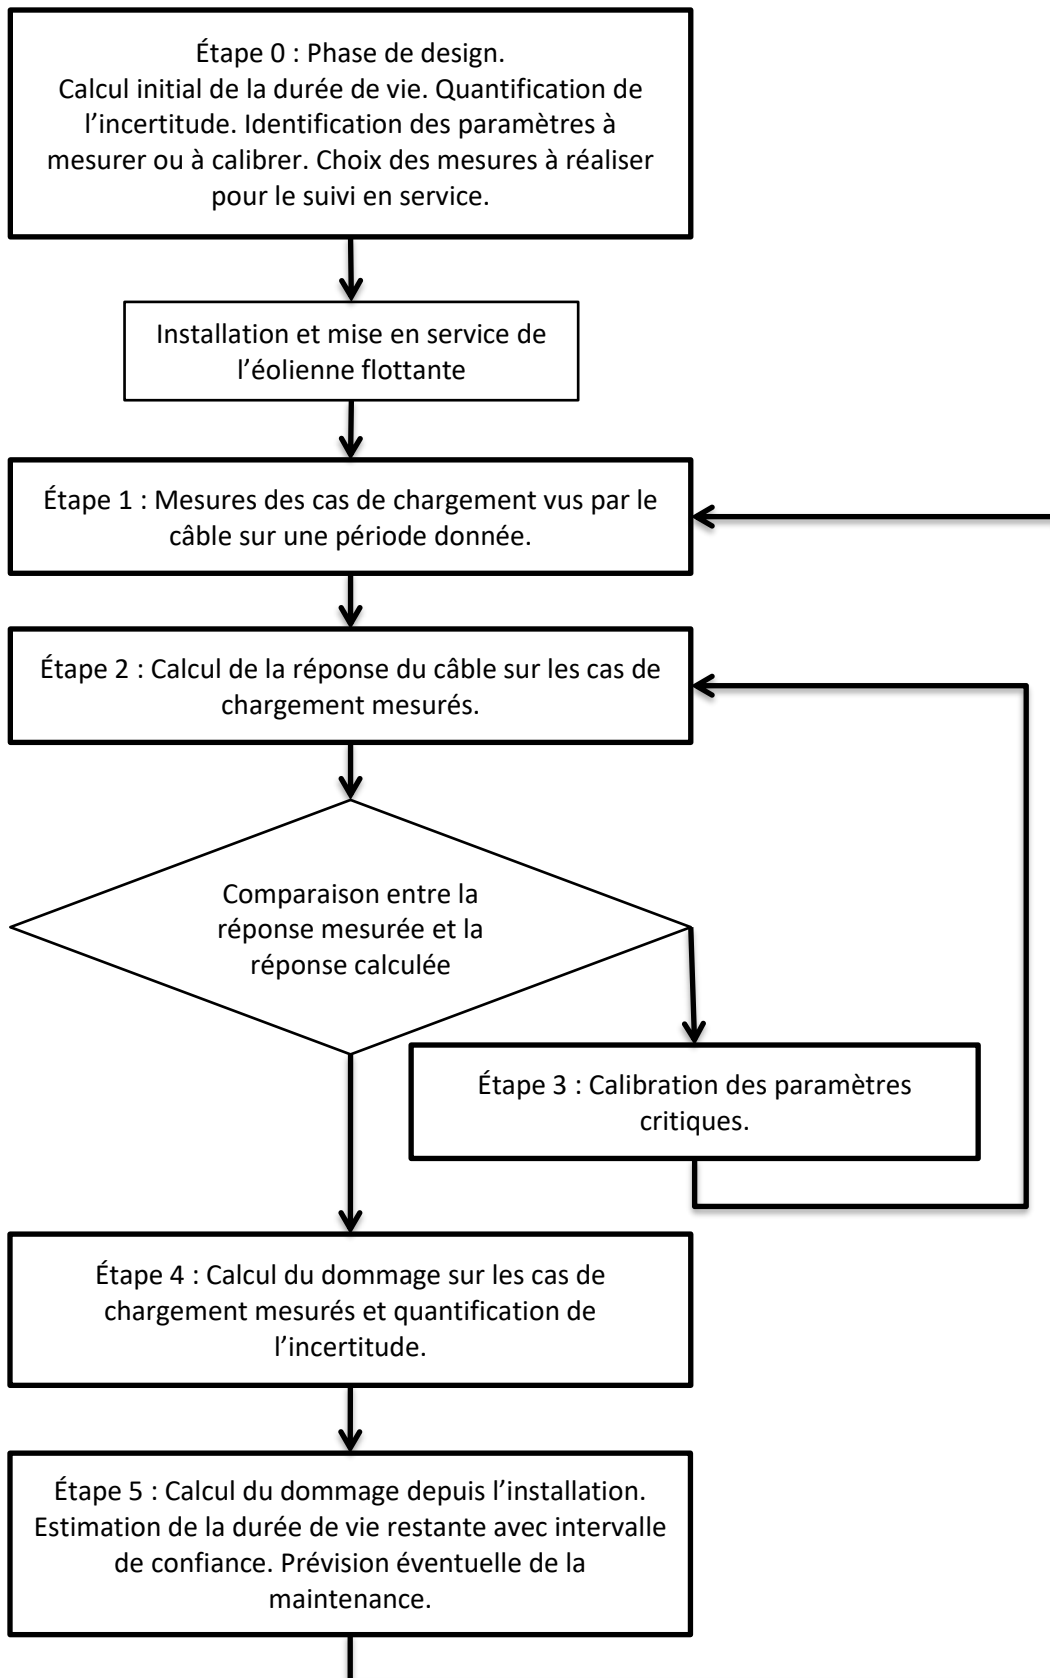 Étape 0 : Phase de design.
Calcul initial de la durée de vie. Quantification de
l’incertitude. Identification des paramètres à
mesurer ou à calibrer. Choix des mesures à réaliser
pour le suivi en service.
Installation et mise en service de
l’éolienne flottante
Étape 1 : Mesures des cas de chargement vus par le
câble sur une période donnée.
Étape 2 : Calcul de la réponse du câble sur les cas de
chargement mesurés.
Comparaison entre la
réponse mesurée et la
réponse calculée
Étape 3 : Calibration des paramètres
critiques.
Étape 4 : Calcul du dommage sur les cas de
chargement mesurés et quantification de
l’incertitude.
Étape 5 : Calcul du dommage depuis l’installation.
Estimation de la durée de vie restante avec intervalle
de confiance. Prévision éventuelle de la
maintenance.